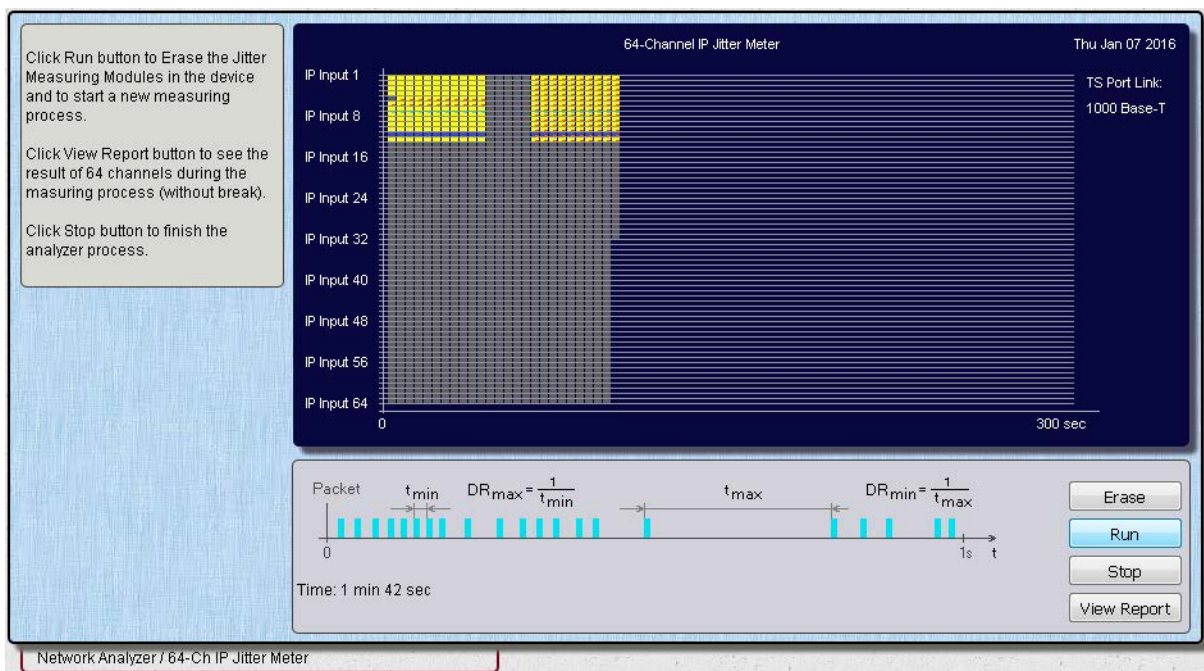 Click Run button to Erase the Jitter
Measuring Modules in the device
and to start a new measuring
process.
Click View Report button to see the
result of 64 channels during the
masuring process (without break).
Click Stop button to finish the
analyzer process.
64-Channel IP Jitter Meter
Thu Jan 07 2016
TS Port Link:
1000 Base-T
IP Input 1
IP Input 8
IP Input 16
IP Input 24
IP Input 32
IP Input 40
IP Input 48
IP Input 56
IP Input 64
0
300 sec
Packet
tmin
DRmax = 1/tmin
tmax
DRmin = 1/tmax
0
1s
t
Time: 1 min 42 sec
Erase
Run
Stop
View Report
Network Analyzer / 64-Ch IP Jitter Meter